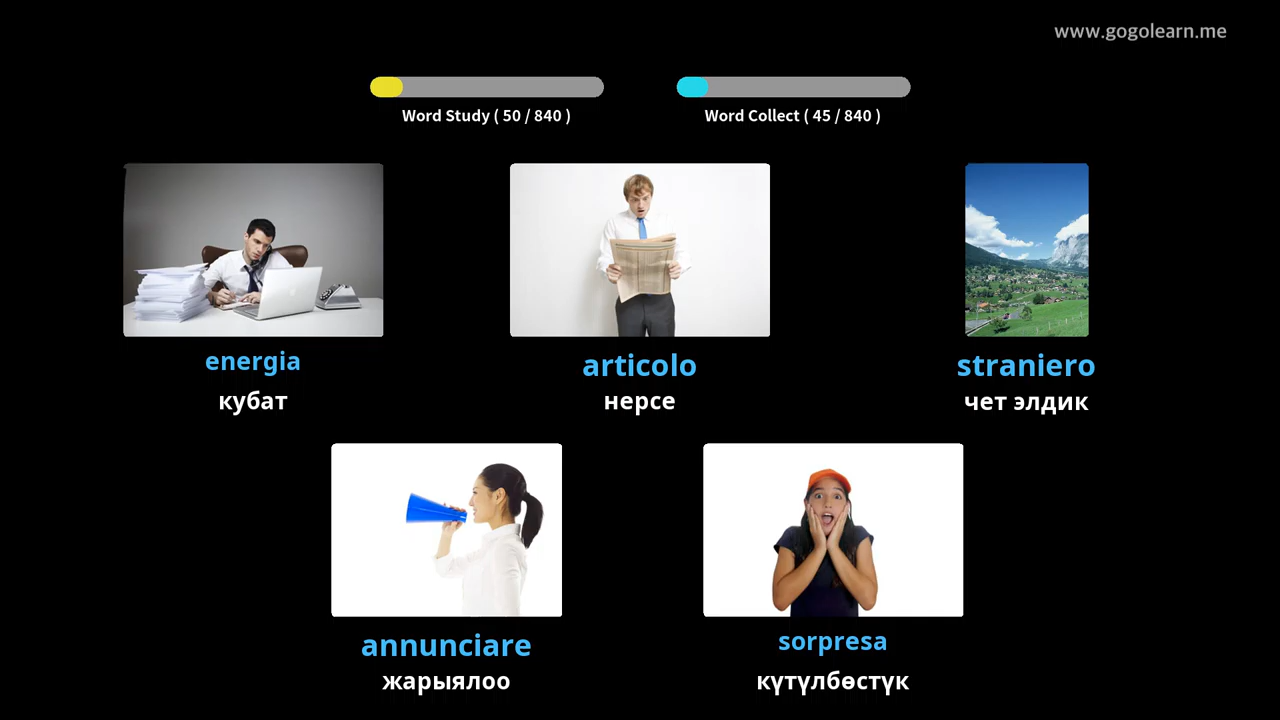 www.gogolearn.me
Word Study ( 50 / 840 )
Word Collect ( 45 / 840 )
energia
кубат
articolo
нерсе
straniero
чет элдик
annunciare
жарыялоо
sorpresa
күтүлбөстүк